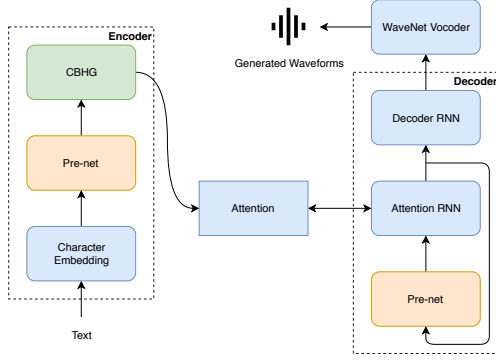 Encoder
CBHG
Pre-net
Character
Embedding
Text
Attention
Generated Waveforms
WaveNet Vocoder
Decoder
Decoder RNN
Attention RNN
Pre-net